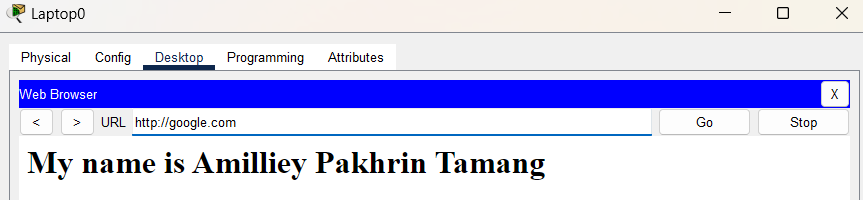 Laptop0
Physical Config Desktop Programming Attributes
Web Browser X
< > URL http://google.com Go Stop
My name is Amilliey Pakhrin Tamang